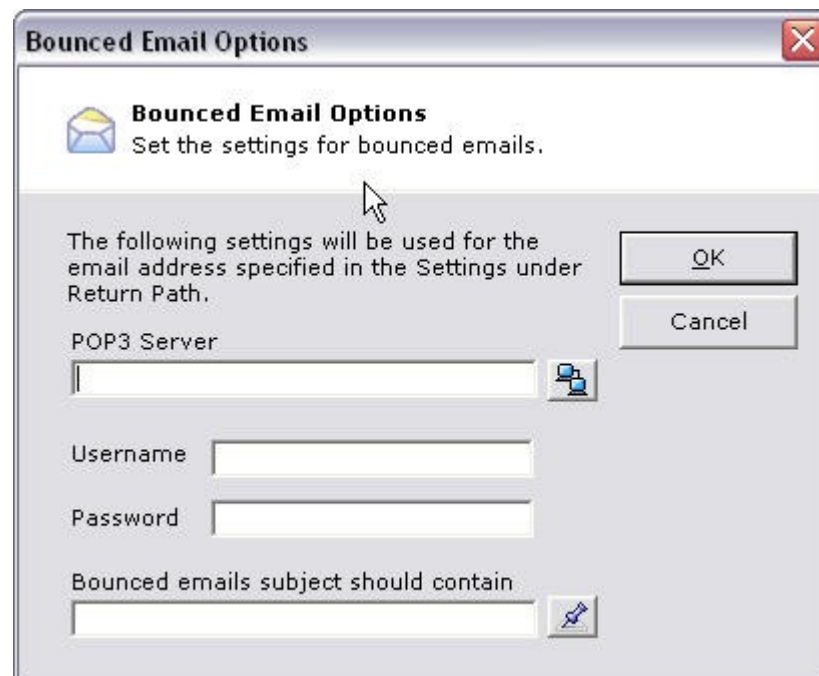 Bounced Email Options
Bounced Email Options
Set the settings for bounced emails.
The following settings will be used for the
email address specified in the Settings under
Return Path.
OK
Cancel
POP3 Server
Username
Password
Bounced emails subject should contain